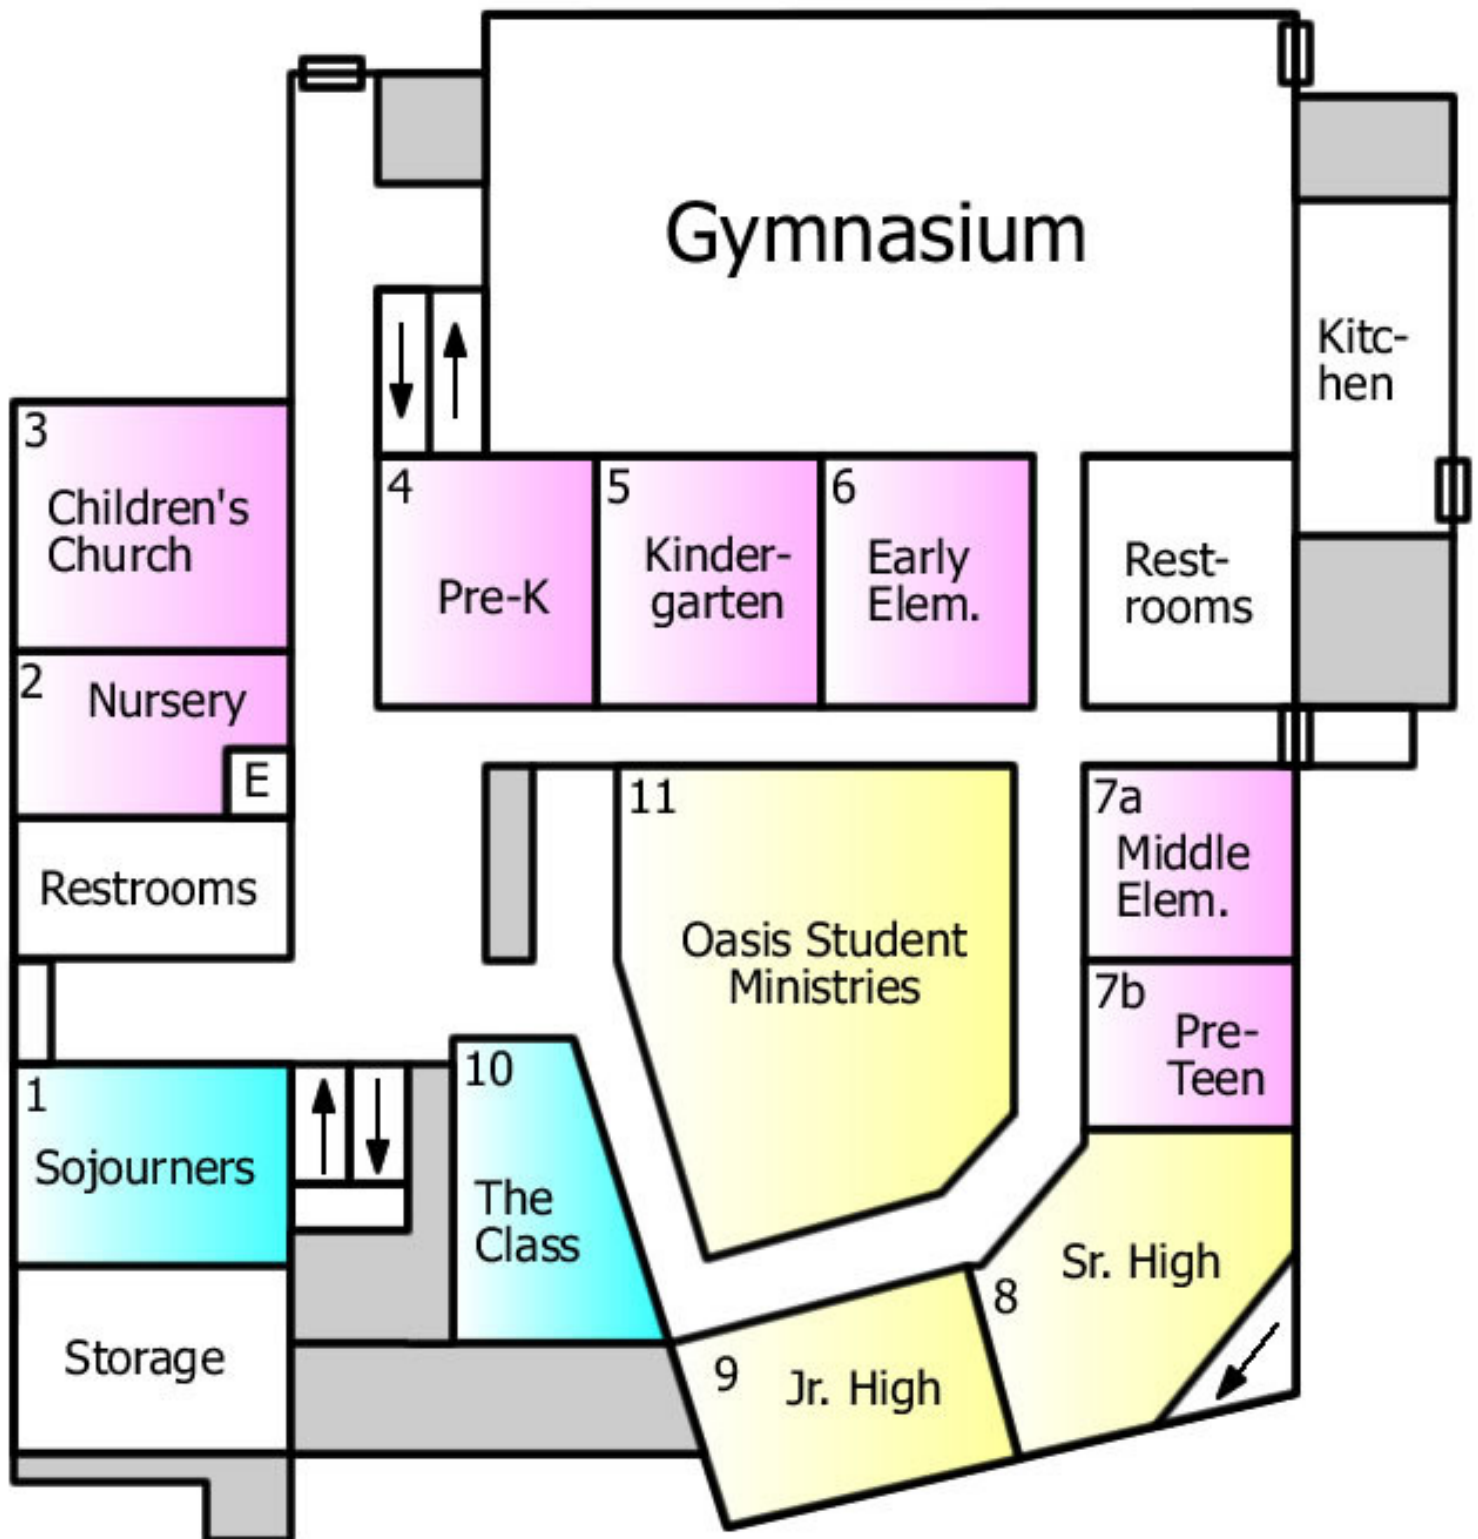 Gymnasium
Kitc-
hen
3
Children's
Church
4
Pre-K
5
Kinder-
garten
6
Early
Elem.
Rest-
rooms
2
Nursery
E
Restrooms
11
Oasis Student
Ministries
7a
Middle
Elem.
7b
Pre-
Teen
1
Sojourners
10
The
Class
Sr. High
8
Storage
9
Jr. High